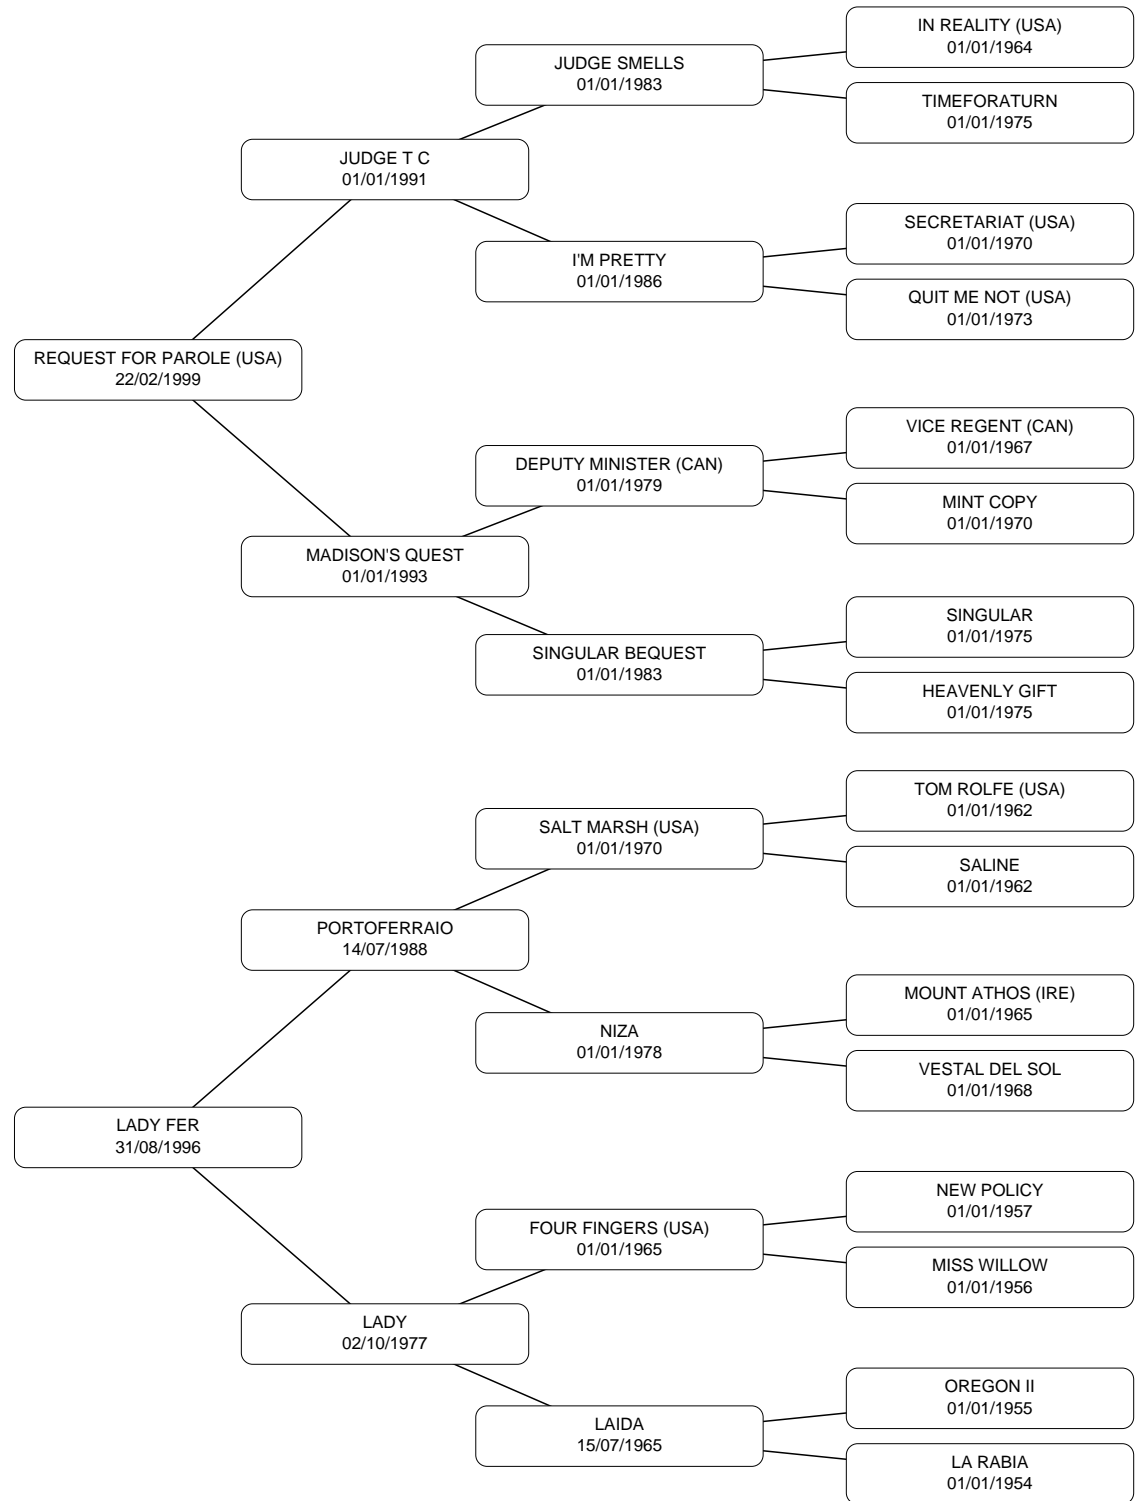 IN REALITY (USA)
01/01/1964
JUDGE SMELLS
01/01/1983
TIMEFORATURN
01/01/1975
JUDGE T C
01/01/1991
SECRETARIAT (USA)
01/01/1970
I'M PRETTY
01/01/1986
QUIT ME NOT (USA)
01/01/1973
REQUEST FOR PAROLE (USA)
22/02/1999
VICE REGENT (CAN)
01/01/1967
DEPUTY MINISTER (CAN)
01/01/1979
MINT COPY
01/01/1970
MADISON'S QUEST
01/01/1993
SINGULAR
01/01/1975
SINGULAR BEQUEST
01/01/1983
HEAVENLY GIFT
01/01/1975
TOM ROLFE (USA)
01/01/1962
SALT MARSH (USA)
01/01/1970
SALINE
01/01/1962
PORTOFERRAIO
14/07/1988
MOUNT ATHOS (IRE)
01/01/1965
NIZA
01/01/1978
VESTAL DEL SOL
01/01/1968
LADY FER
31/08/1996
NEW POLICY
01/01/1957
FOUR FINGERS (USA)
01/01/1965
MISS WILLOW
01/01/1956
LADY
02/10/1977
OREGON II
01/01/1955
LAIDA
15/07/1965
LA RABIA
01/01/1954